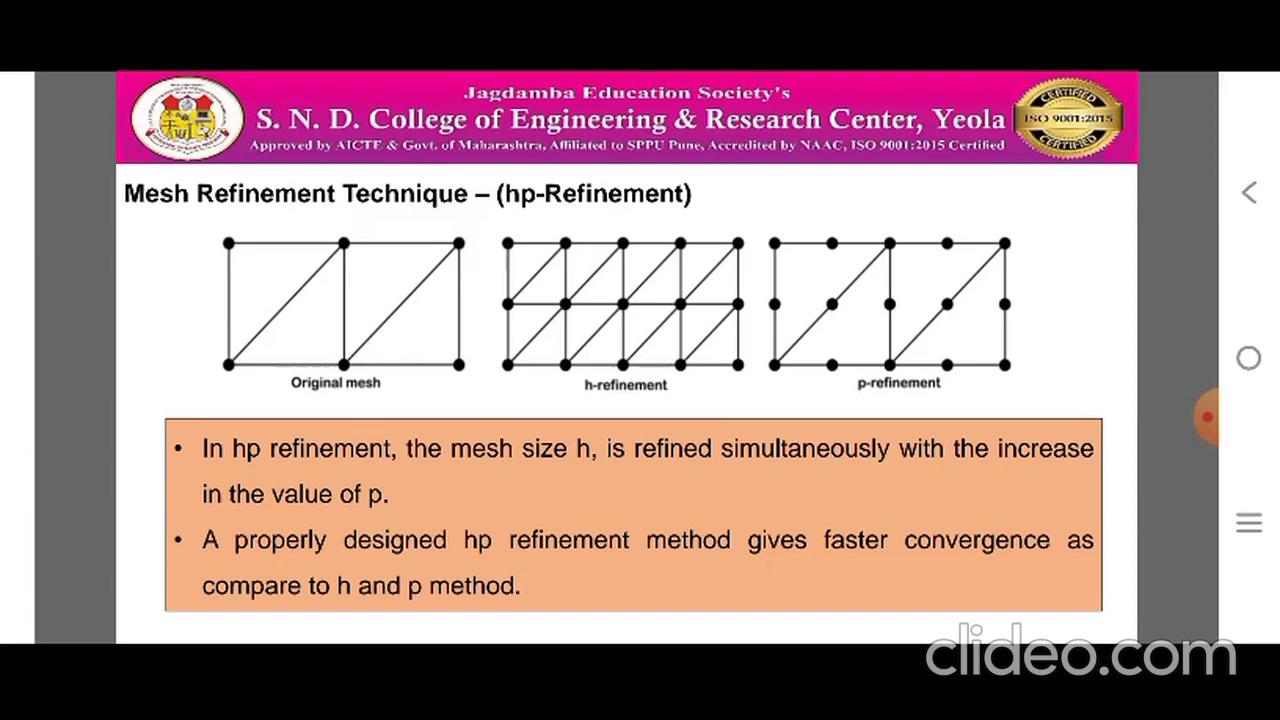 Jagdamba Education Society's
S. N. D. College of Engineering & Research Center, Yeola
Approved by AICTE & Govt. of Maharashtra, Affiliated to SPPU Pune, Accredited by NAAC, ISO 9001:2015 Certified
CERTIFIED
ISO 9001:2015
CERTIFIED
Mesh Refinement Technique – (hp-Refinement)
Original mesh
h-refinement
p-refinement
• In hp refinement, the mesh size h, is refined simultaneously with the increase
in the value of p.
• A properly designed hp refinement method gives faster convergence as
compare to h and p method.
clideo.com